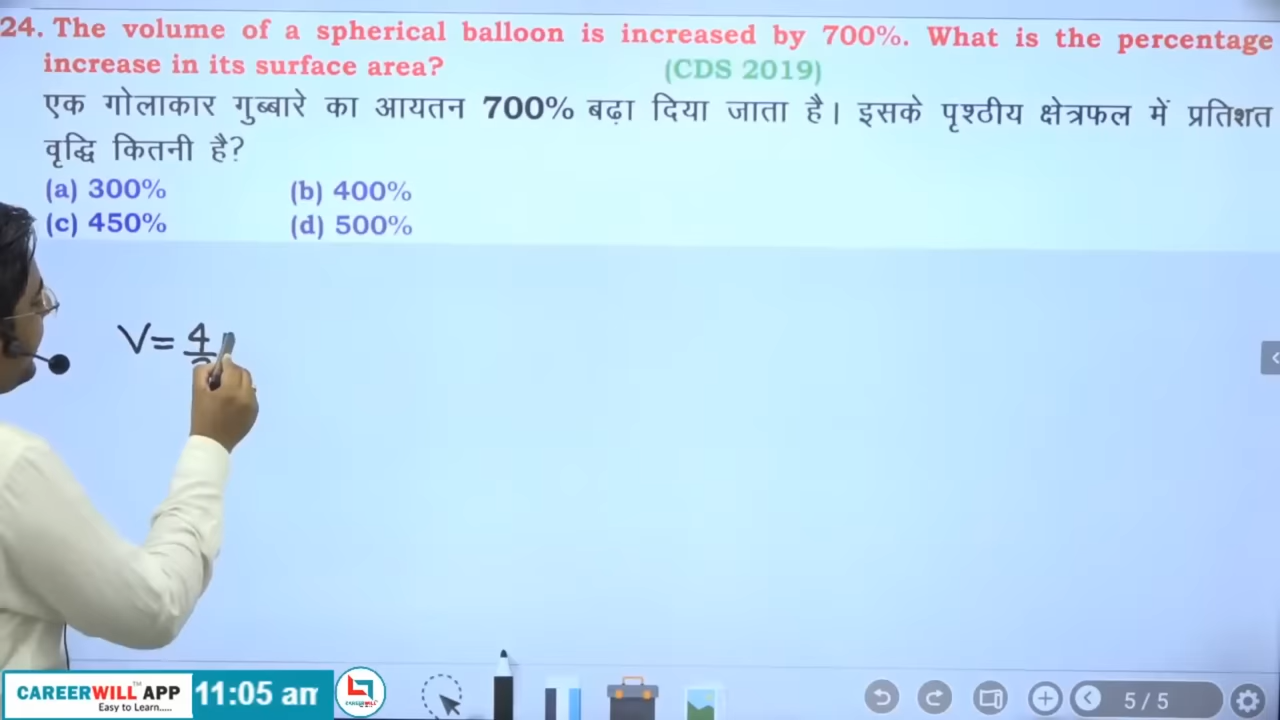 24. The volume of a spherical balloon is increased by 700%. What is the percentage
increase in its surface area? (CDS 2019)
एक गोलाकार गुब्बारे का आयतन 700% बढ़ा दिया जाता है। इसके पृश्ठीय क्षेत्रफल में प्रतिशत
वृद्धि कितनी है?
(a) 300% (b) 400%
(c) 450% (d) 500%
V = 4
CAREERWILL APP
Easy to Learn.....
11:05 am
CAREERWILL
5 / 5